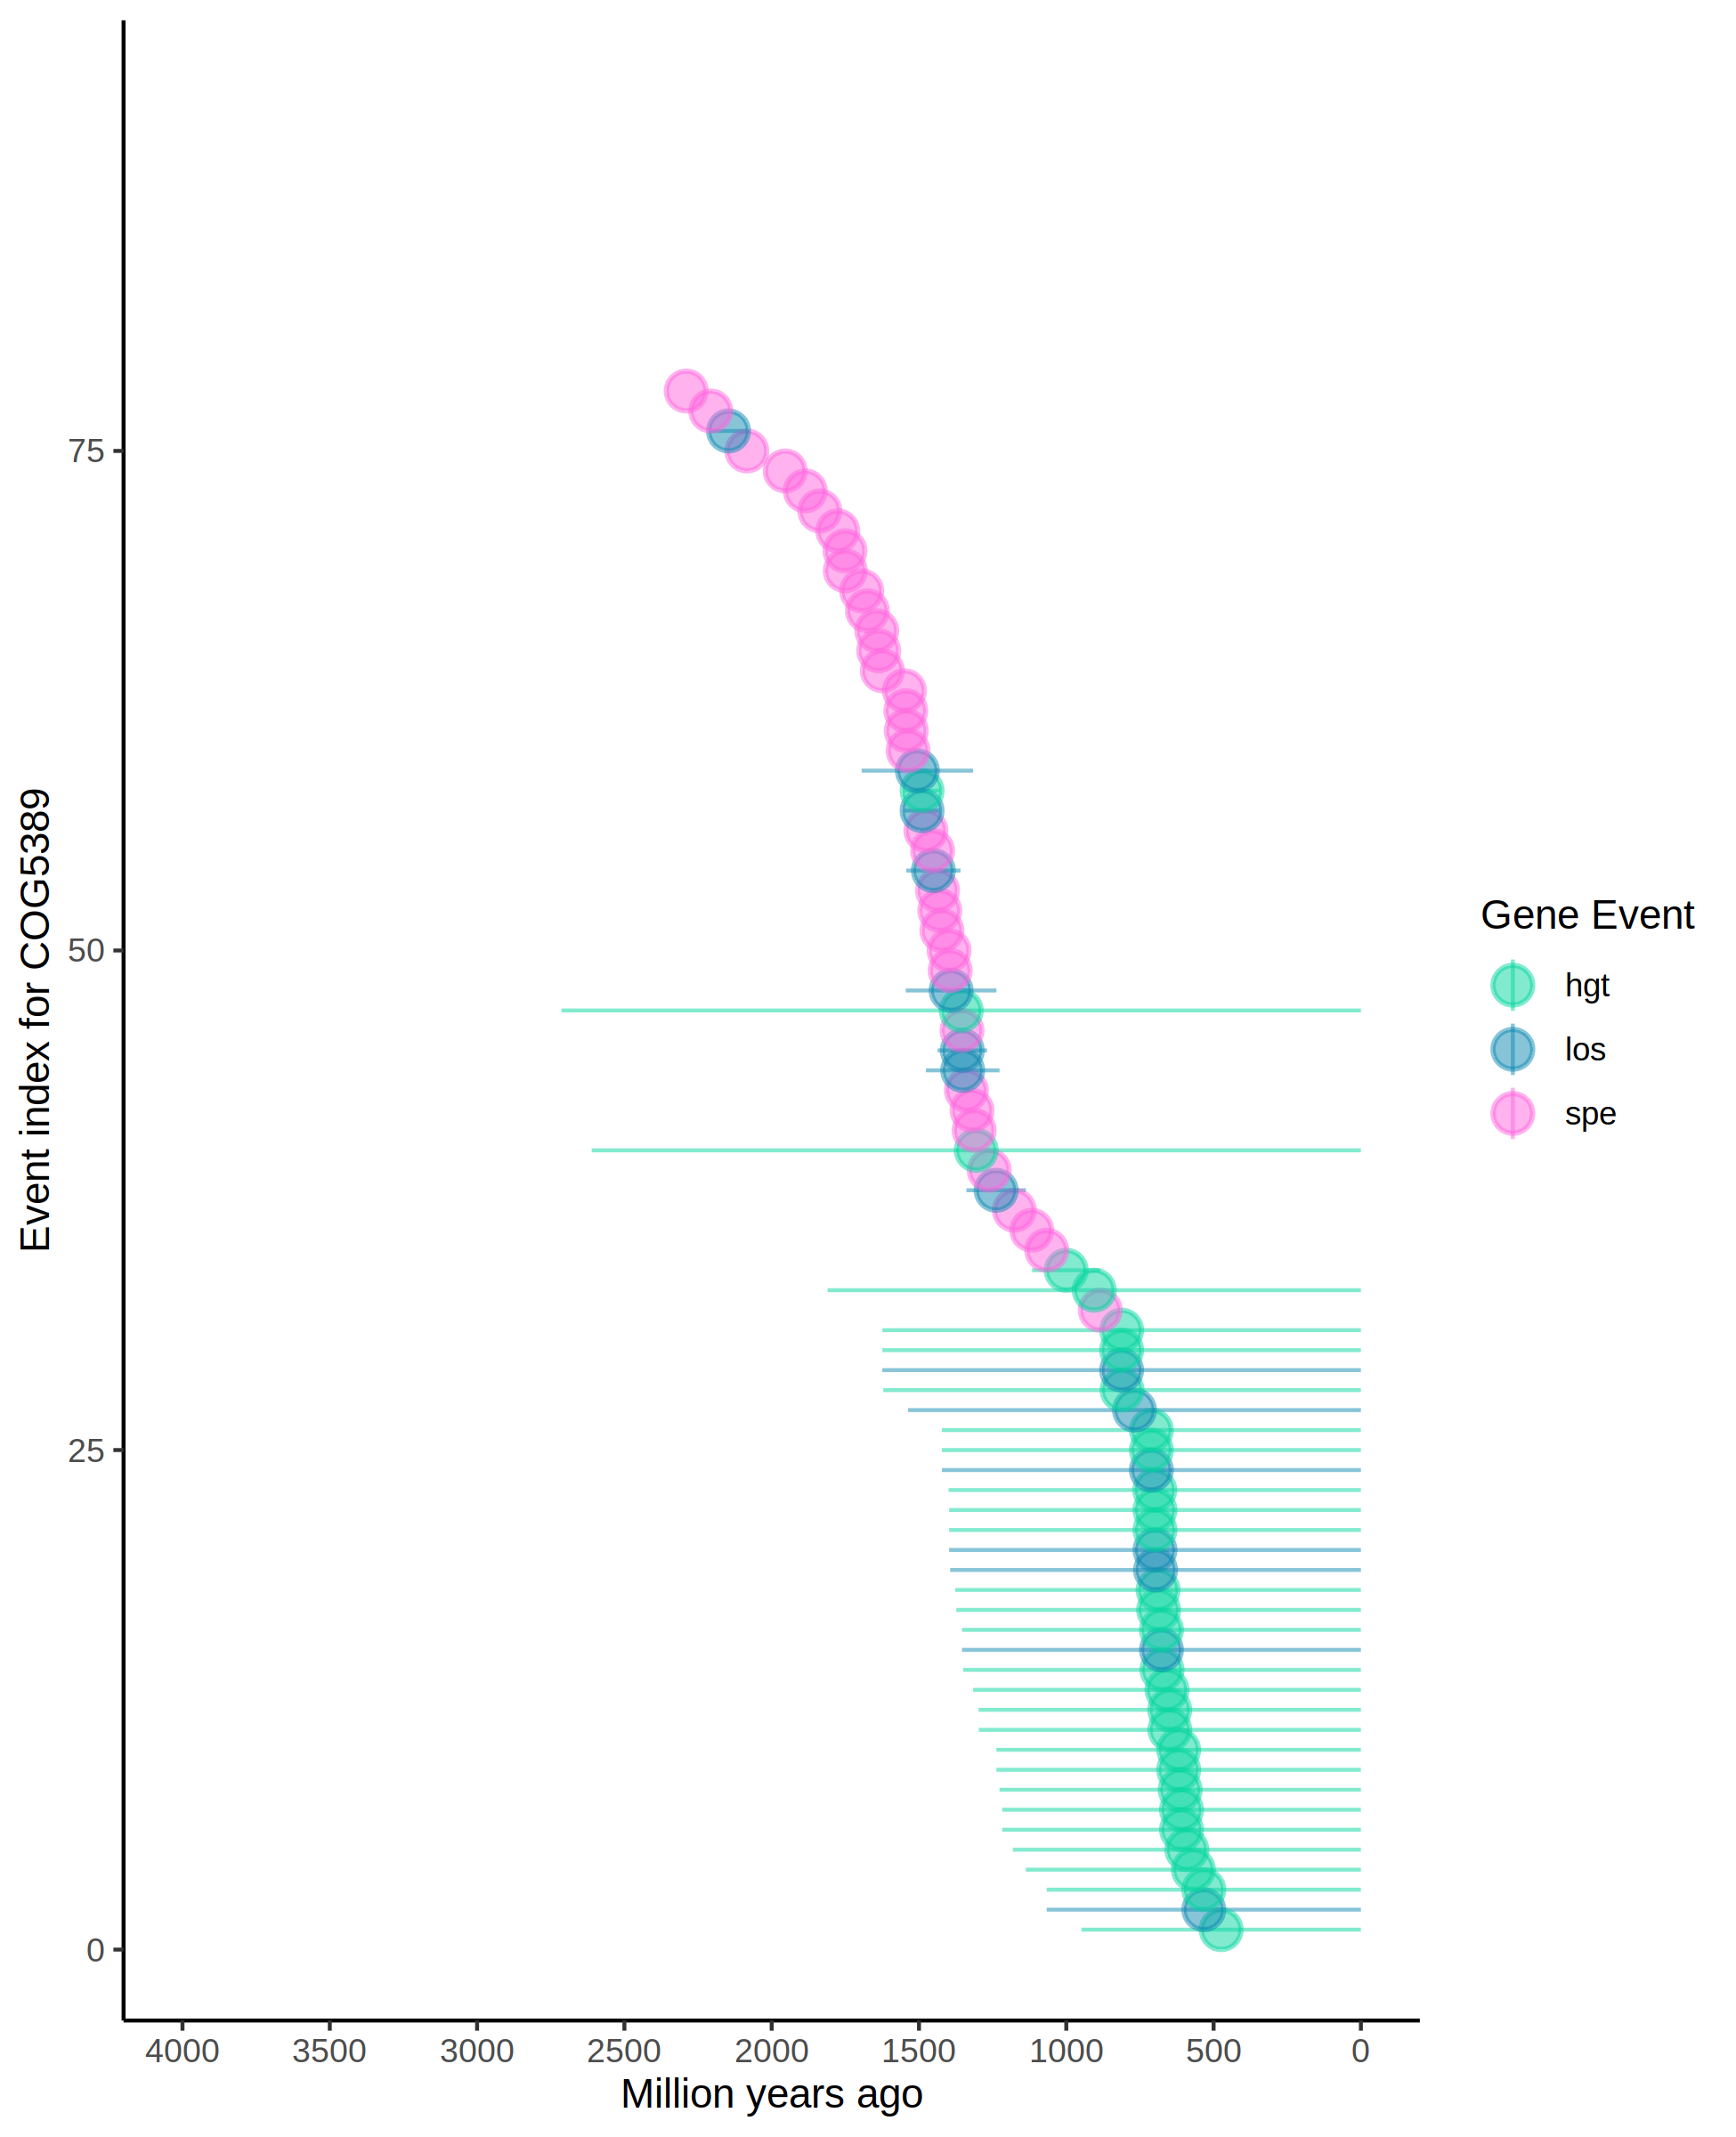 Event index for COG5389
75
50
25
0
4000 3500 3000 2500 2000 1500 1000 500 0
Million years ago
Gene Event
hgt
los
spe